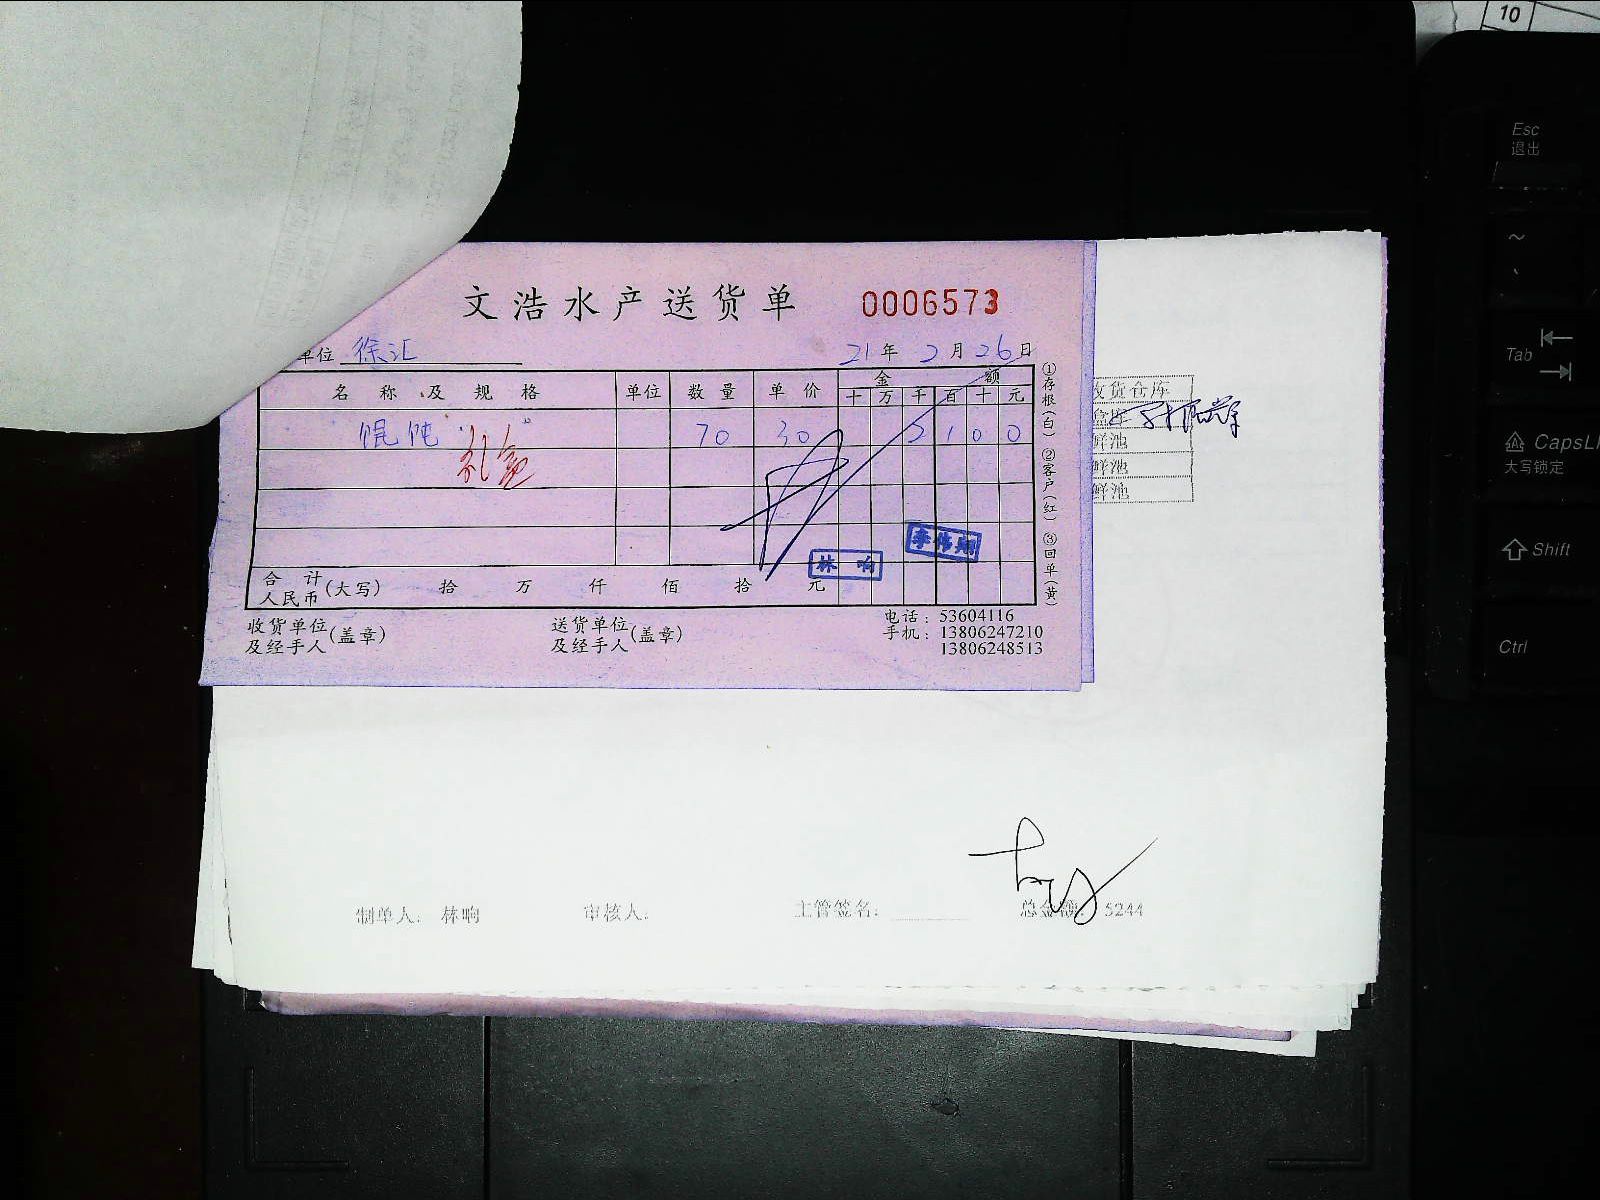 10
Esc
退出
~
、
Tab
CapsL
大写锁定
Shift
Ctrl
文浩水产送货单 0006573
单位 徐汇 21年2月26日
名称及规格 单位 数量 单价 金额
十 万 千 百 十 元
馄饨 70 30 2 1 0 0
"礼盒"
李伟刚
林响
合计 人民币(大写) 拾 万 仟 佰 拾 元
①存根(白) ②客户(红) ③回单(黄)
收货单位及经手人(盖章) 送货单位及经手人(盖章)
电话:53604116
手机:13806247210
13806248513
收货仓库
鲜池
鲜池
鲜池
制单人: 林响 审核人: 主管签名: 总金额: 5244